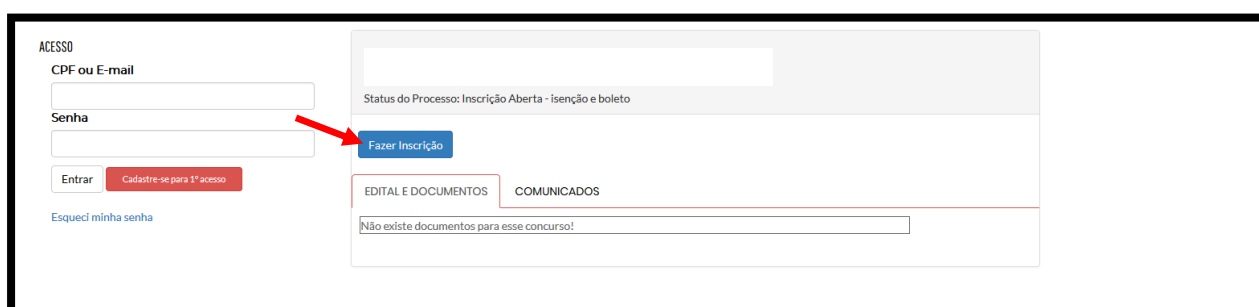 ACESSO
CPF ou E-mail
Senha
Entrar
Cadastre-se para 1º acesso
Esqueci minha senha
Status do Processo: Inscrição Aberta - isenção e boleto
Fazer Inscrição
EDITAL E DOCUMENTOS
COMUNICADOS
Não existe documentos para esse concurso!